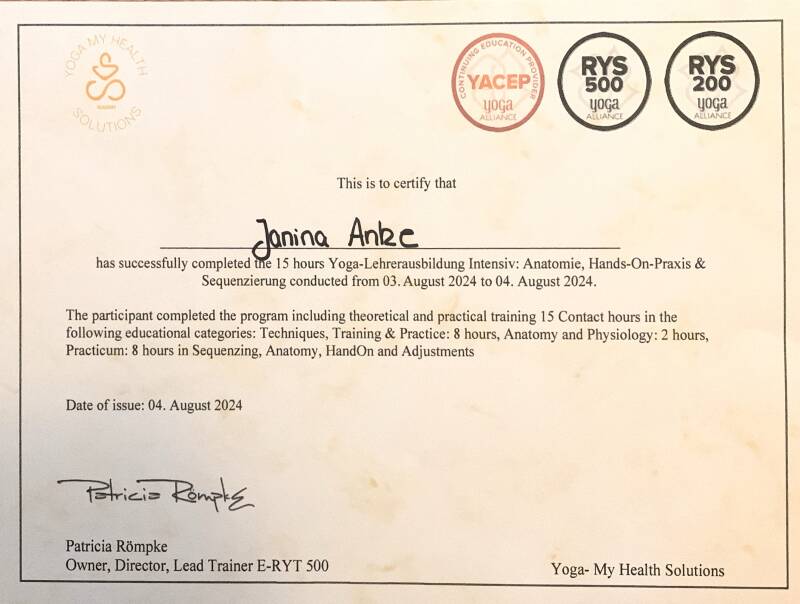 YOGA MY HEALTH
SOLUTIONS
CONTINUING EDUCATION PROVIDER
YACEP
yoga
ALLIANCE
RYS
500
yoga
ALLIANCE
RYS
200
yoga
ALLIANCE
This is to certify that
Janina Anke
has successfully completed the 15 hours Yoga-Lehrerausbildung Intensiv: Anatomie, Hands-On-Praxis &
Sequenzierung conducted from 03. August 2024 to 04. August 2024.
The participant completed the program including theoretical and practical training 15 Contact hours in the
following educational categories: Techniques, Training & Practice: 8 hours, Anatomy and Physiology: 2 hours,
Practicum: 8 hours in Sequenzing, Anatomy, HandOn and Adjustments
Date of issue: 04. August 2024
Patricia Römpke
Patricia Römpke
Owner, Director, Lead Trainer E-RYT 500
Yoga- My Health Solutions